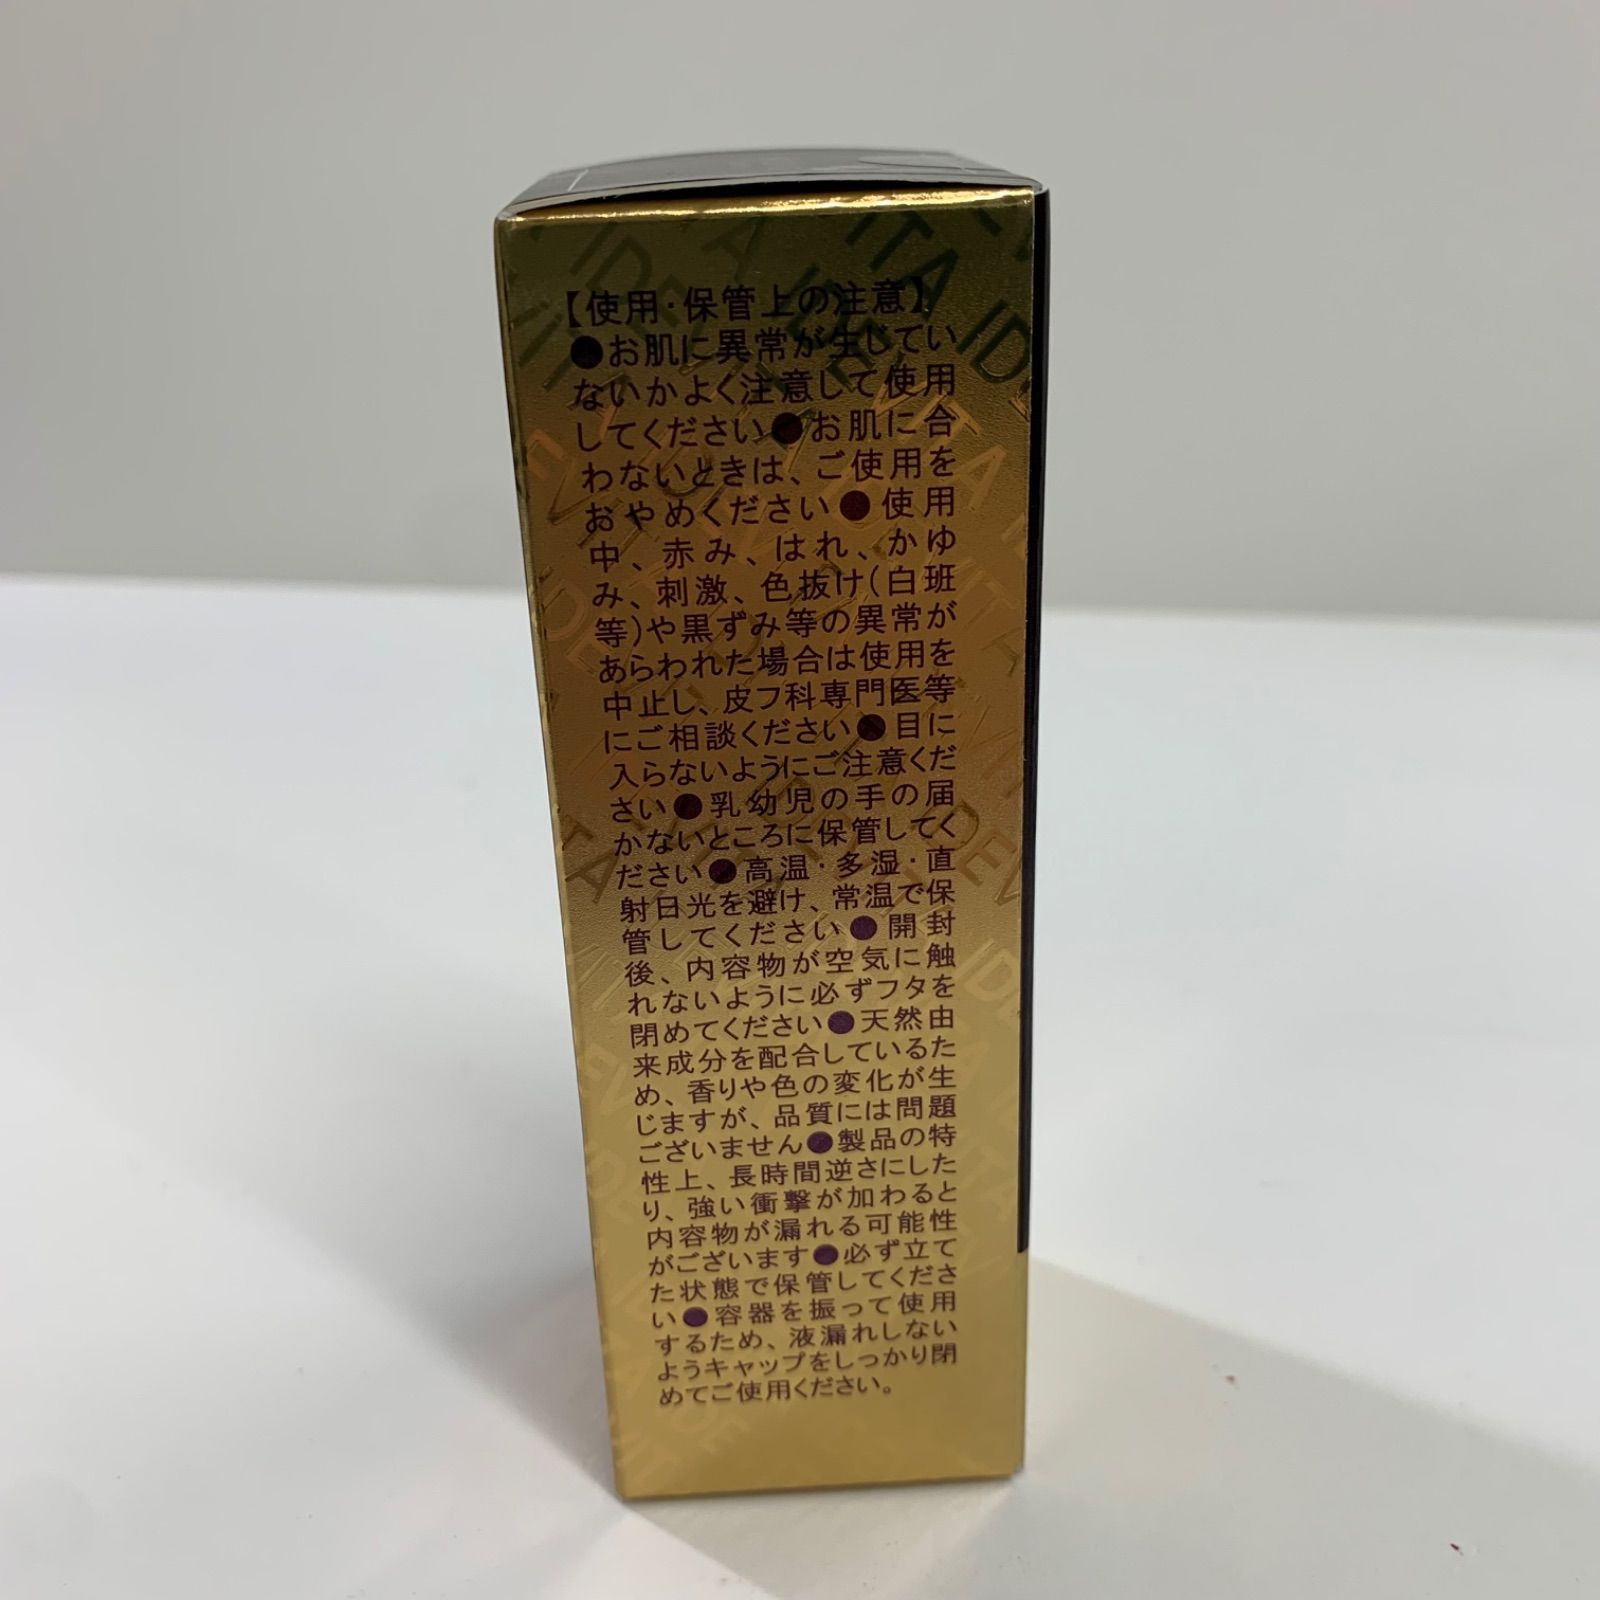 【使用・保管上の注意】
●お肌に異常が生じてい
ないかよく注意して使用
してください●お肌に合
わないときは、ご使用を
おやめください●使用
中、赤み、はれ、かゆ
み、刺激、色抜け(白斑
等)や黒ずみ等の異常が
あらわれた場合は使用を
中止し、皮フ科専門医等
にご相談ください●目に
入らないようにご注意くだ
さい●乳幼児の手の届
かないところに保管してく
ださい●高温・多湿・直
射日光を避け、常温で保
管してください●開封
後、内容物が空気に触
れないように必ずフタを
閉めてください●天然由
来成分を配合しているた
め、香りや色の変化が生
じますが、品質には問題
ございません●製品の特
性上、長時間逆さにした
り、強い衝撃が加わると
内容物が漏れる可能性
がございます●必ず立て
た状態で保管してくださ
い●容器を振って使用
するため、液漏れしない
ようキャップをしっかり閉
めてご使用ください。